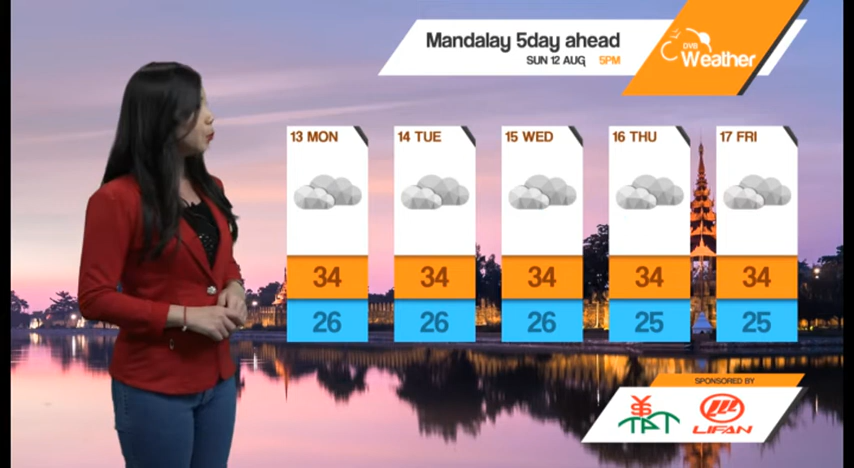 Mandalay 5day ahead
SUN 12 AUG 5PM
DVB
Weather
13 MON
14 TUE
15 WED
16 THU
17 FRI
34
34
34
34
34
26
26
26
25
25
SPONSORED BY
TPT
LIFAN